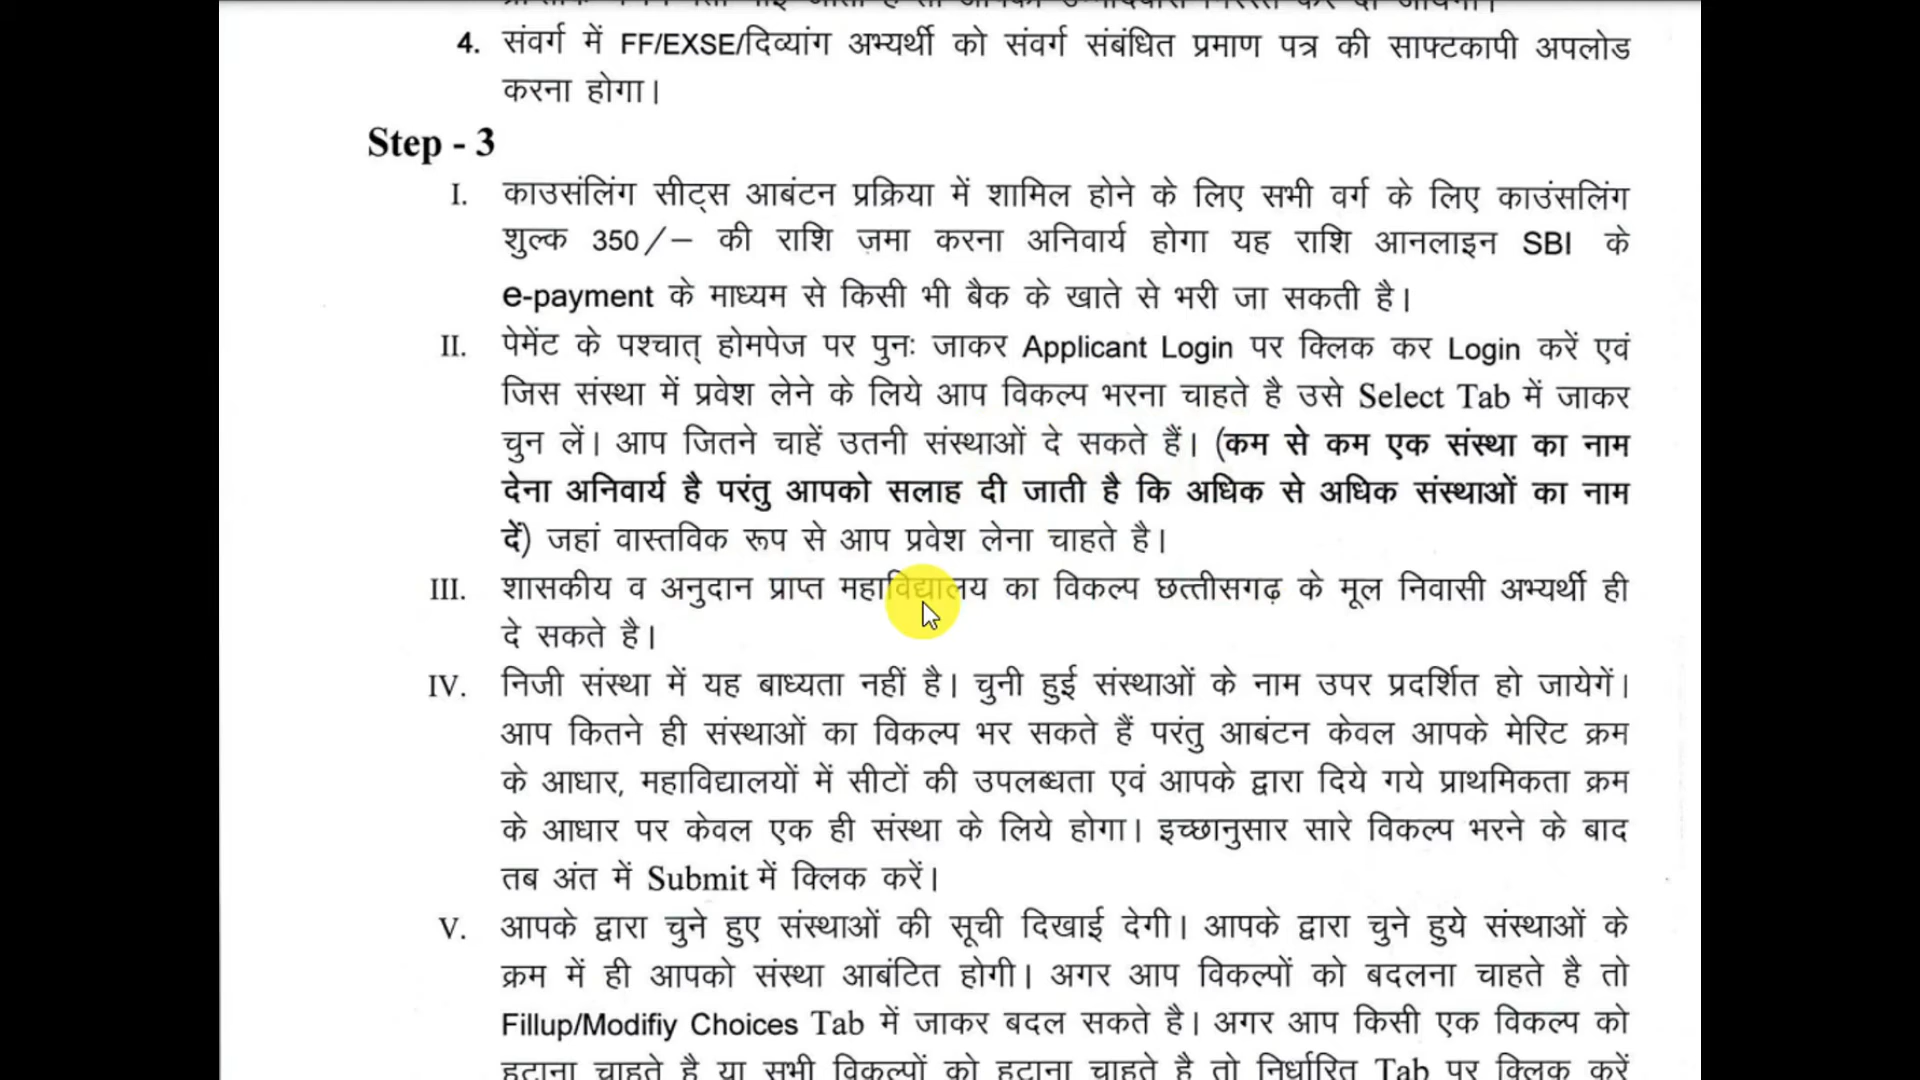 4. संवर्ग में FF/EXSE/दिव्यांग अभ्यर्थी को संवर्ग संबंधित प्रमाण पत्र की साफ्टकापी अपलोड
करना होगा।
Step - 3
I. काउसंलिंग सीट्स आबंटन प्रक्रिया में शामिल होने के लिए सभी वर्ग के लिए काउंसलिंग
शुल्क 350/– की राशि ज़मा करना अनिवार्य होगा यह राशि आनलाइन SBI के
e-payment के माध्यम से किसी भी बैक के खाते से भरी जा सकती है।
II. पेमेंट के पश्चात् होमपेज पर पुनः जाकर Applicant Login पर क्लिक कर Login करें एवं
जिस संस्था में प्रवेश लेने के लिये आप विकल्प भरना चाहते है उसे Select Tab में जाकर
चुन लें। आप जितने चाहें उतनी संस्थाओं दे सकते हैं। (कम से कम एक संस्था का नाम
देना अनिवार्य है परंतु आपको सलाह दी जाती है कि अधिक से अधिक संस्थाओं का नाम
दें) जहां वास्तविक रूप से आप प्रवेश लेना चाहते है।
III. शासकीय व अनुदान प्राप्त महाविद्यालय का विकल्प छत्तीसगढ़ के मूल निवासी अभ्यर्थी ही
दे सकते है।
IV. निजी संस्था में यह बाध्यता नहीं है। चुनी हुई संस्थाओं के नाम उपर प्रदर्शित हो जायेगें।
आप कितने ही संस्थाओं का विकल्प भर सकते हैं परंतु आबंटन केवल आपके मेरिट क्रम
के आधार, महाविद्यालयों में सीटों की उपलब्धता एवं आपके द्वारा दिये गये प्राथमिकता क्रम
के आधार पर केवल एक ही संस्था के लिये होगा। इच्छानुसार सारे विकल्प भरने के बाद
तब अंत में Submit में क्लिक करें।
V. आपके द्वारा चुने हुए संस्थाओं की सूची दिखाई देगी। आपके द्वारा चुने हुये संस्थाओं के
क्रम में ही आपको संस्था आबंटित होगी। अगर आप विकल्पों को बदलना चाहते है तो
Fillup/Modifiy Choices Tab में जाकर बदल सकते है। अगर आप किसी एक विकल्प को
हटाना चाहते है या सभी विकल्पों को हटाना चाहते है तो निर्धारित Tab पर क्लिक करें